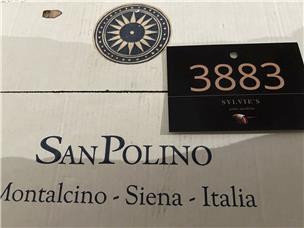 3883
SYLVIE'S
SANPOLINO
Montalcino - Siena - Italia